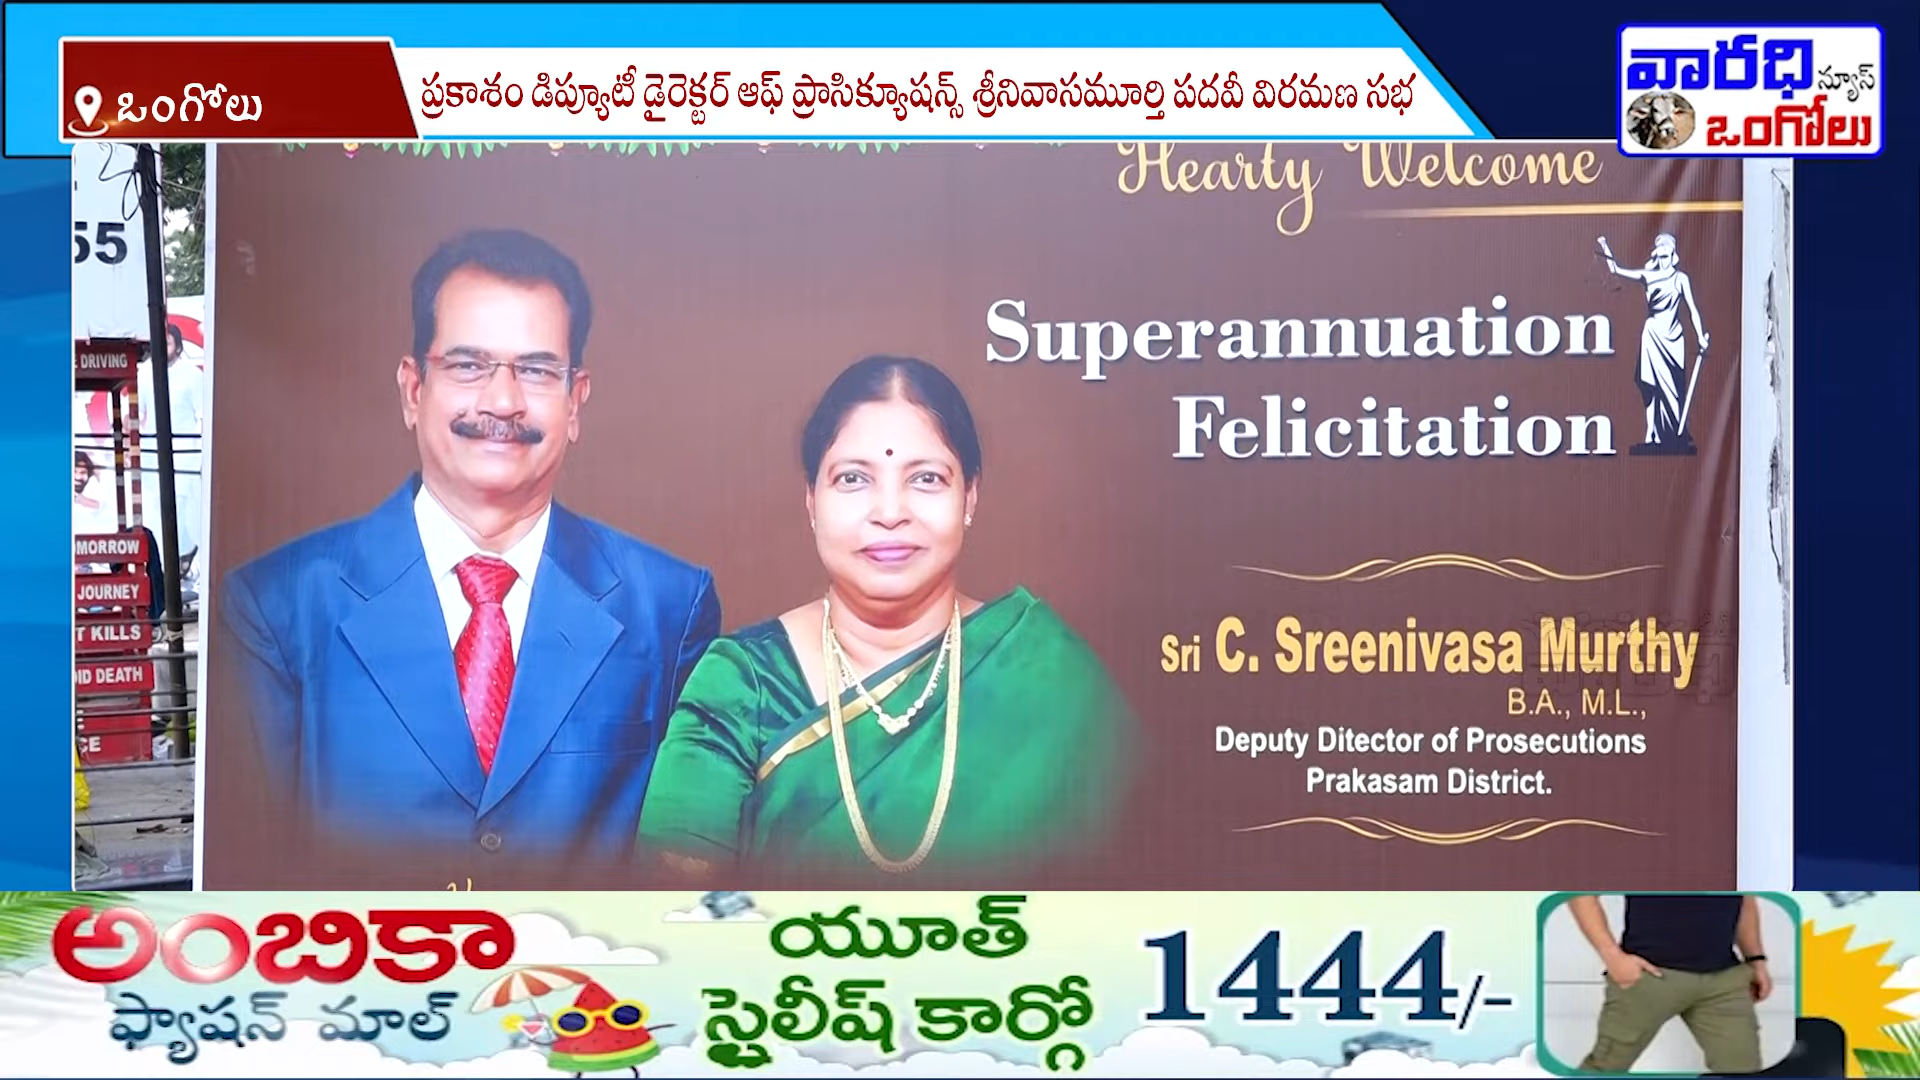 ఒంగోలు
ప్రకాశం డిప్యూటీ డైరెక్టర్ ఆఫ్ ప్రాసిక్యూషన్స్ శ్రీనివాసమూర్తి పదవీ విరమణ సభ
వారధి
న్యూస్
ఒంగోలు
Hearty Welcome
55
DRIVING
Superannuation
Felicitation
MORROW
JOURNEY
T KILLS
ID DEATH
CE
Sri C. Sreenivasa Murthy
B.A., M.L.,
Deputy Ditector of Prosecutions
Prakasam District.
అంబికా
ఫ్యాషన్ మాల్
యూత్
స్టైలిష్ కార్గో
1444/-